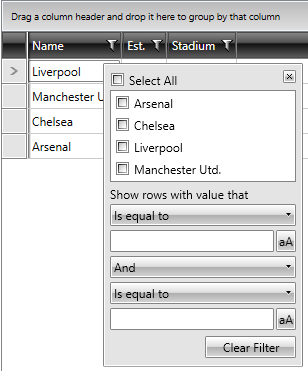 Drag a column header and drop it here to group by that column
Name Est. Stadium
Liverpool
Manchester U
Chelsea
Arsenal
Select All
Arsenal
Chelsea
Liverpool
Manchester Utd.
Show rows with value that
Is equal to
aA
And
Is equal to
aA
Clear Filter